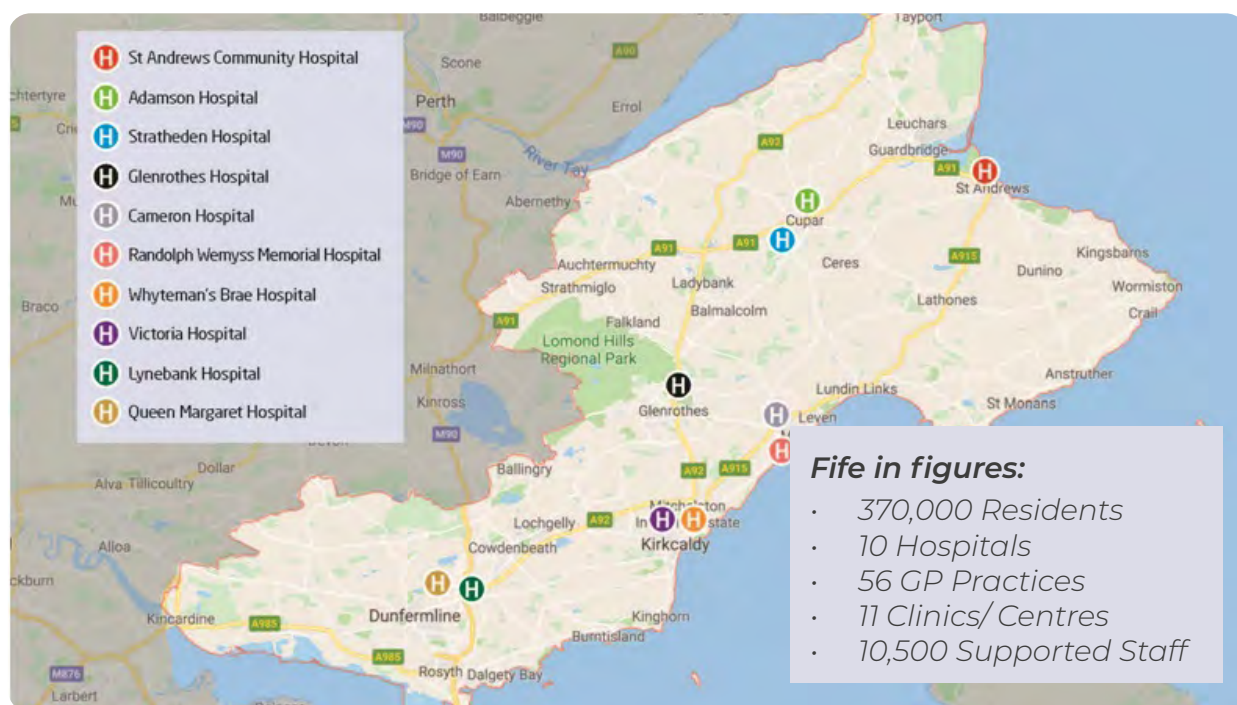 St Andrews Community Hospital
Adamson Hospital
Stratheden Hospital
Glenrothes Hospital
Cameron Hospital
Randolph Wemyss Memorial Hospital
Whyteman's Brae Hospital
Victoria Hospital
Lynebank Hospital
Queen Margaret Hospital
Balbeggie
Tayport
A90
Scone
Perth
Errol
M90
M90
River Tay
Bridge of Earn
Abernethy
A92
Leuchars
Guardbridge
A91
St Andrews
Cupar
A91
A91
Auchtermuchty
Strathmiglo
Ladybank
Ceres
A915
Kingsbarns
Dunino
Wormiston
Crail
Lathones
Balmalcolm
Falkland
A91
Lomond Hills
Regional Park
Braco
Milnathort
Kinross
M90
Glenrothes
Lundin Links
Anstruther
St Monans
Leven
Dollar
Alva Tillicoultry
Ballingry
A92
A915
Lochgelly
A92
Kirkcaldy
Cowdenbeath
Alloa
Dunfermline
Kincardine
A985
Kinghorn
Burntisland
A985
Rosyth
Dalgety Bay
M876
Larbert
Fife in figures:
· 370,000 Residents
· 10 Hospitals
· 56 GP Practices
· 11 Clinics/ Centres
· 10,500 Supported Staff